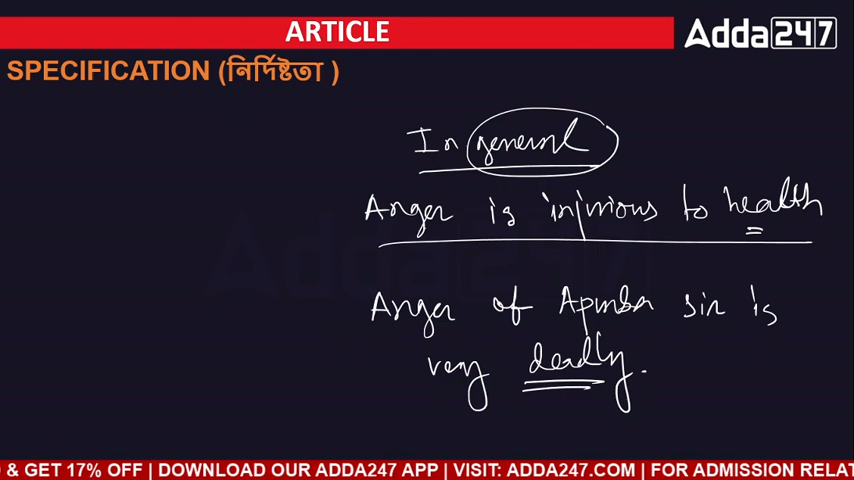 ARTICLE
Adda247
SPECIFICATION (নির্দিষ্টতা )
In general
Anger is injurious to health
Anger of Apurba sir is
very deadly.
& GET 17% OFF | DOWNLOAD OUR ADDA247 APP | VISIT: ADDA247.COM | FOR ADMISSION RELAT